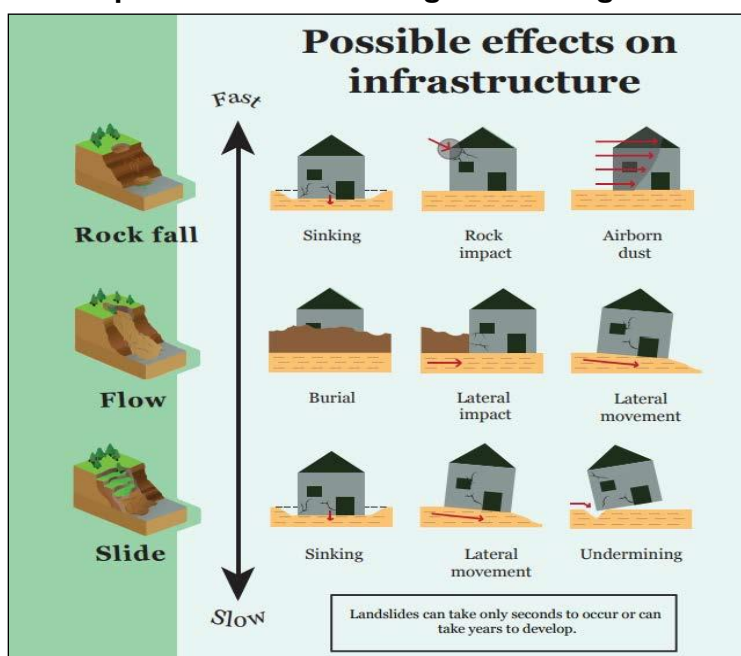 Possible effects on
infrastructure
Fast
Rock fall
Sinking
Rock
impact
Airborn
dust
Flow
Burial
Lateral
impact
Lateral
movement
Slide
Sinking
Lateral
movement
Undermining
Slow
Landslides can take only seconds to occur or can
take years to develop.